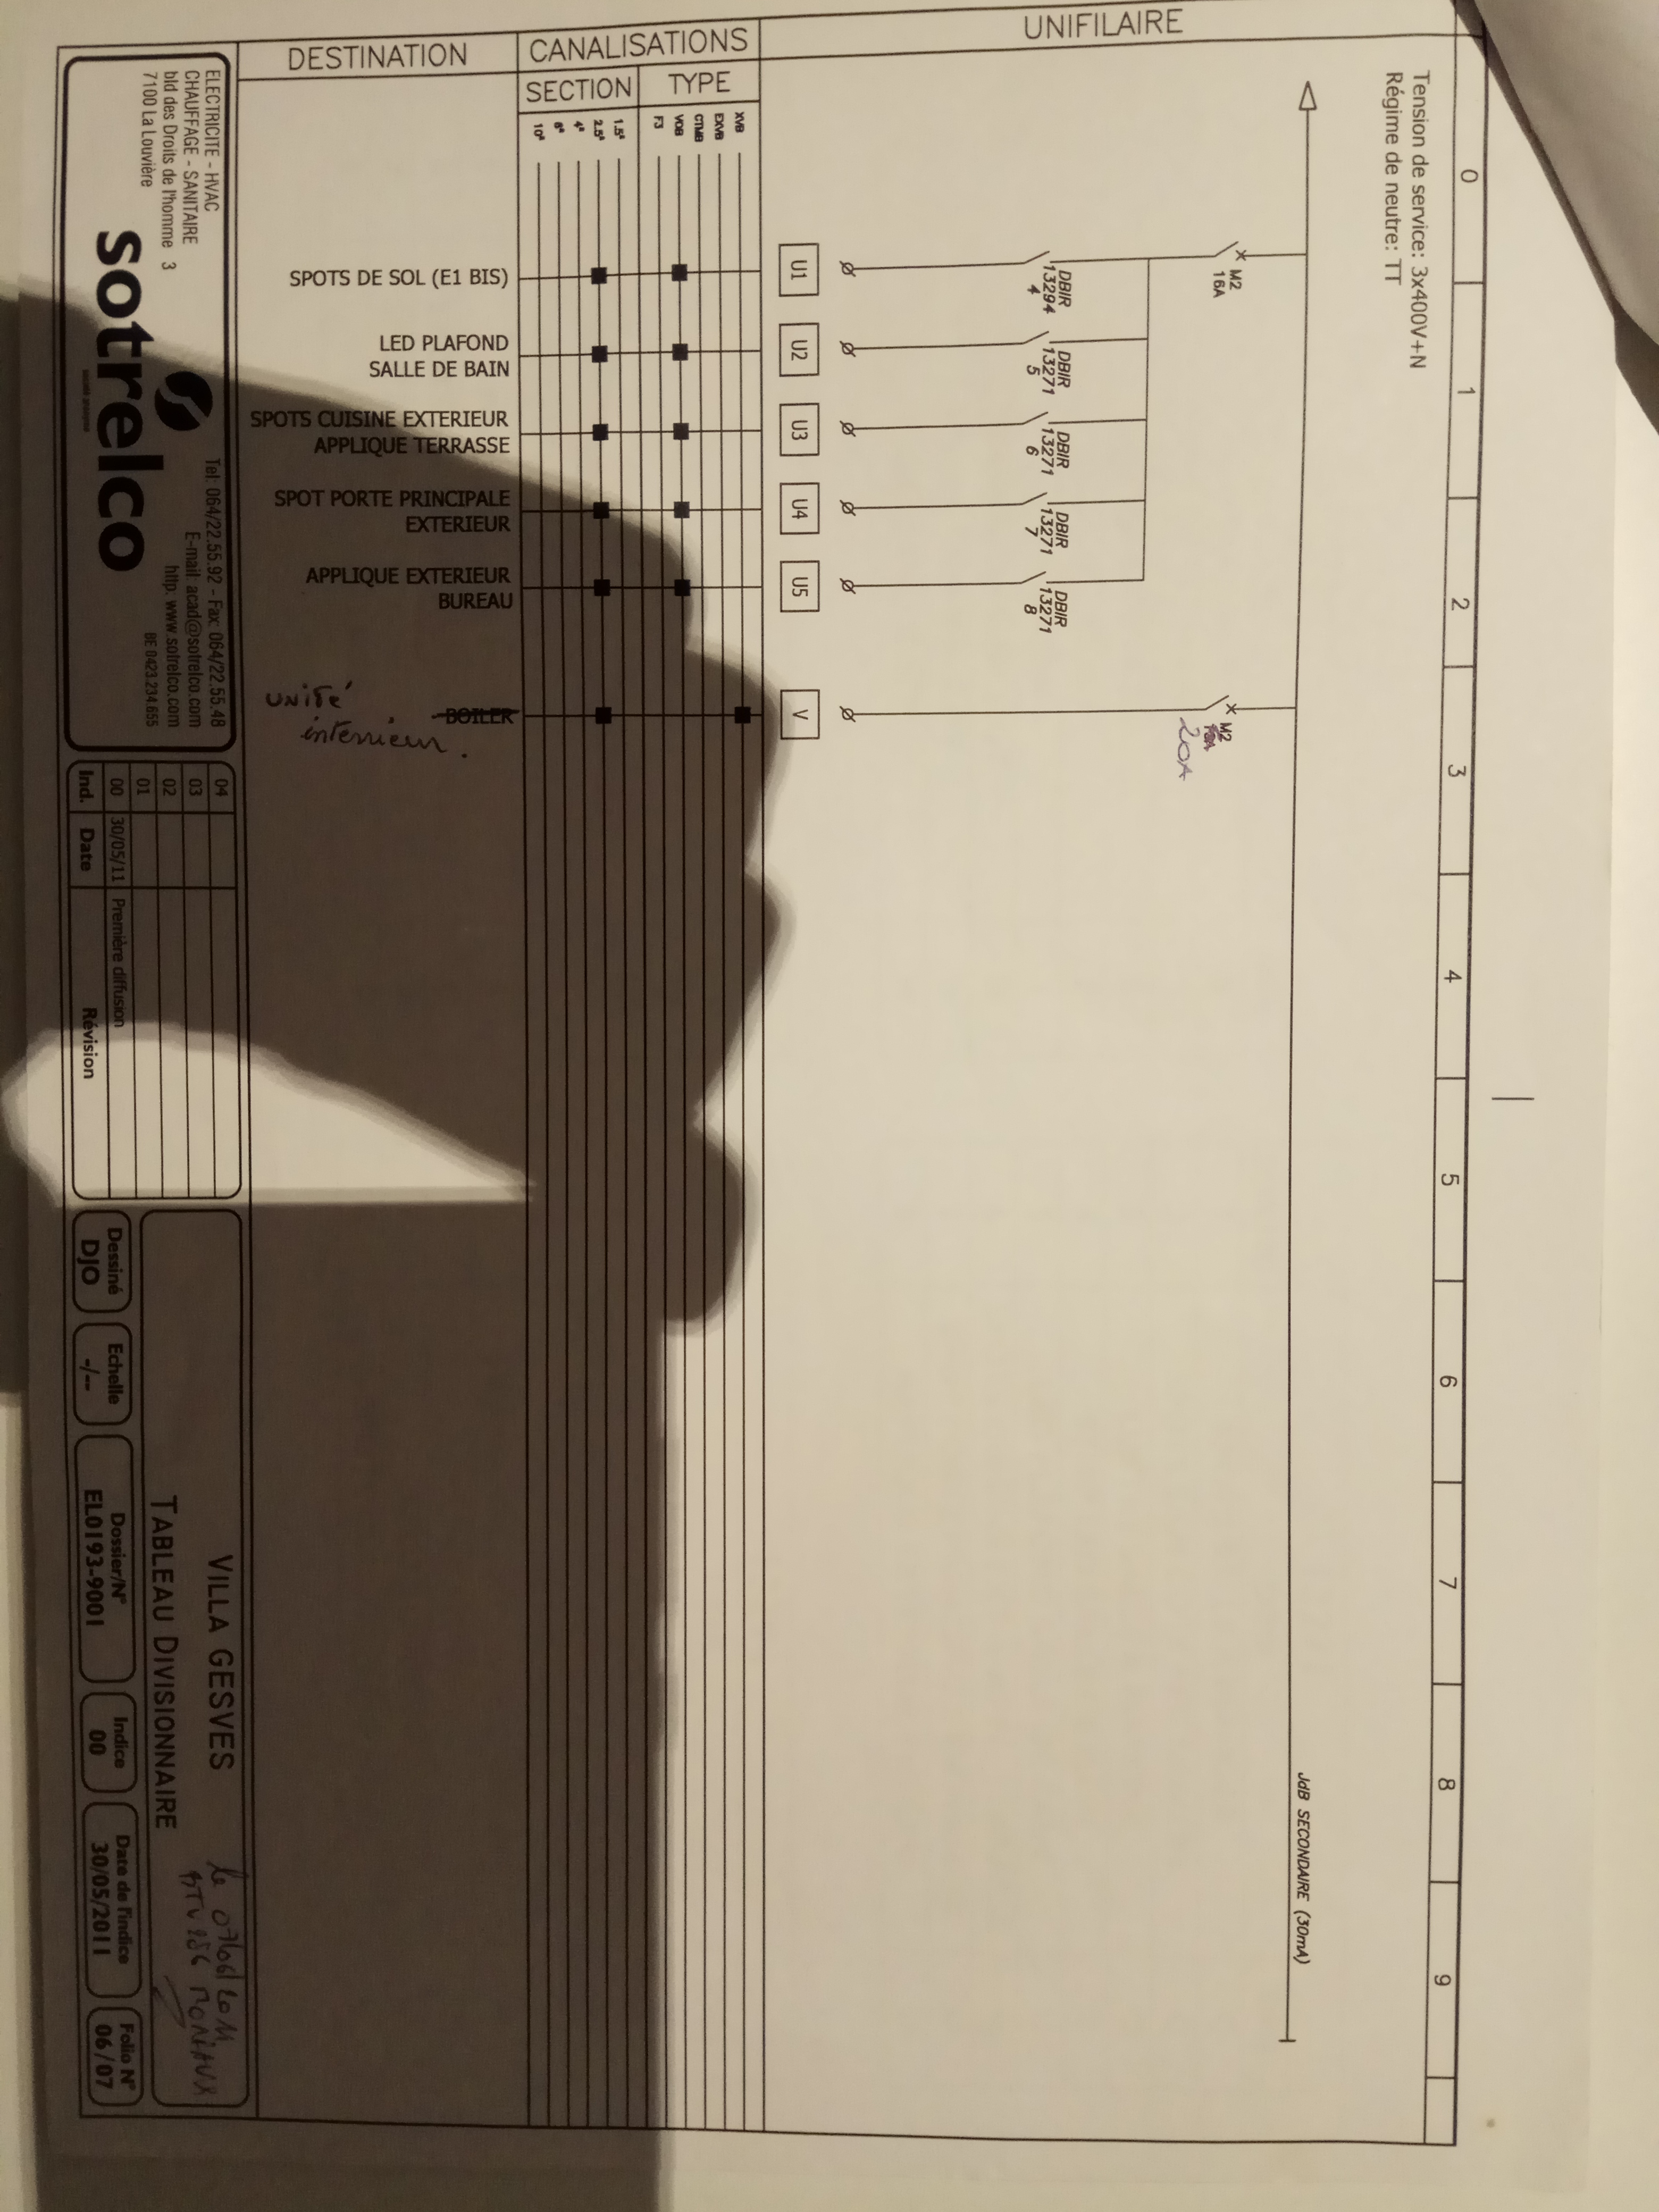 UNIFILAIRE
0
1
2
3
4
5
6
7
8
9
Tension de service: 3x400V+N
Régime de neutre: TT
JdB SECONDAIRE (30mA)
M2
16A
M2
20A
DBIR
13294
4
DBIR
13271
5
DBIR
13271
6
DBIR
13271
7
DBIR
13271
8
U1
U2
U3
U4
U5
V
CANALISATIONS
TYPE
XVB
EXVB
CTMB
VOB
F3
SECTION
1.5²
2.5²
4²
6²
10²
DESTINATION
SPOTS DE SOL (E1 BIS)
LED PLAFOND
SALLE DE BAIN
SPOTS CUISINE EXTERIEUR
APPLIQUE TERRASSE
SPOT PORTE PRINCIPALE
EXTERIEUR
APPLIQUE EXTERIEUR
BUREAU
BOILER
unité
intérieur.
ELECTRICITE - HVAC
CHAUFFAGE - SANITAIRE
bld des Droits de l'homme 3
7100 La Louvière
Tel: 064/22.55.92 - Fax: 064/22.55.48
E-mail: acad@sotrelco.com
http: www.sotrelco.com
BE 0423.234.655
sotrelco
04
03
02
01
00 30/05/11 Première diffusion
Ind. Date Révision
VILLA GESVES
TABLEAU DIVISIONNAIRE
Dessiné
DJO
Echelle
-/--
Dossier/N°
EL0193-9001
Indice
00
Date de l'indice
30/05/2011
Folio N°
06/07